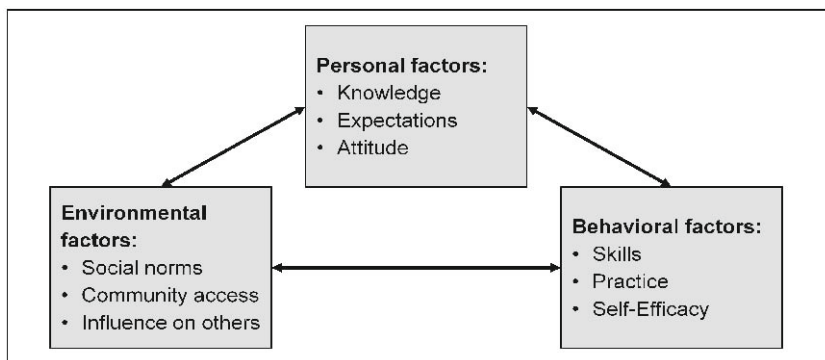 Personal factors:
• Knowledge
• Expectations
• Attitude
Environmental
factors:
• Social norms
• Community access
• Influence on others
Behavioral factors:
• Skills
• Practice
• Self-Efficacy